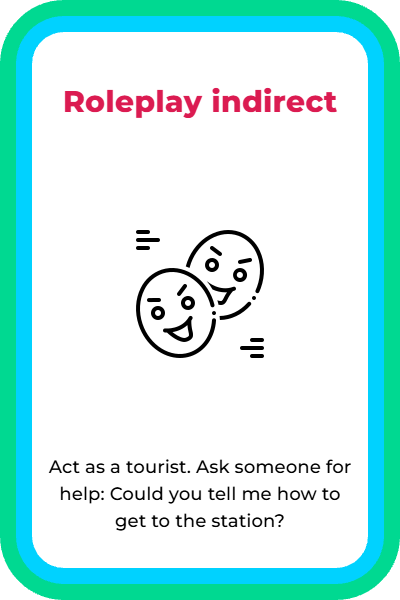 Roleplay indirect
Act as a tourist. Ask someone for
help: Could you tell me how to
get to the station?